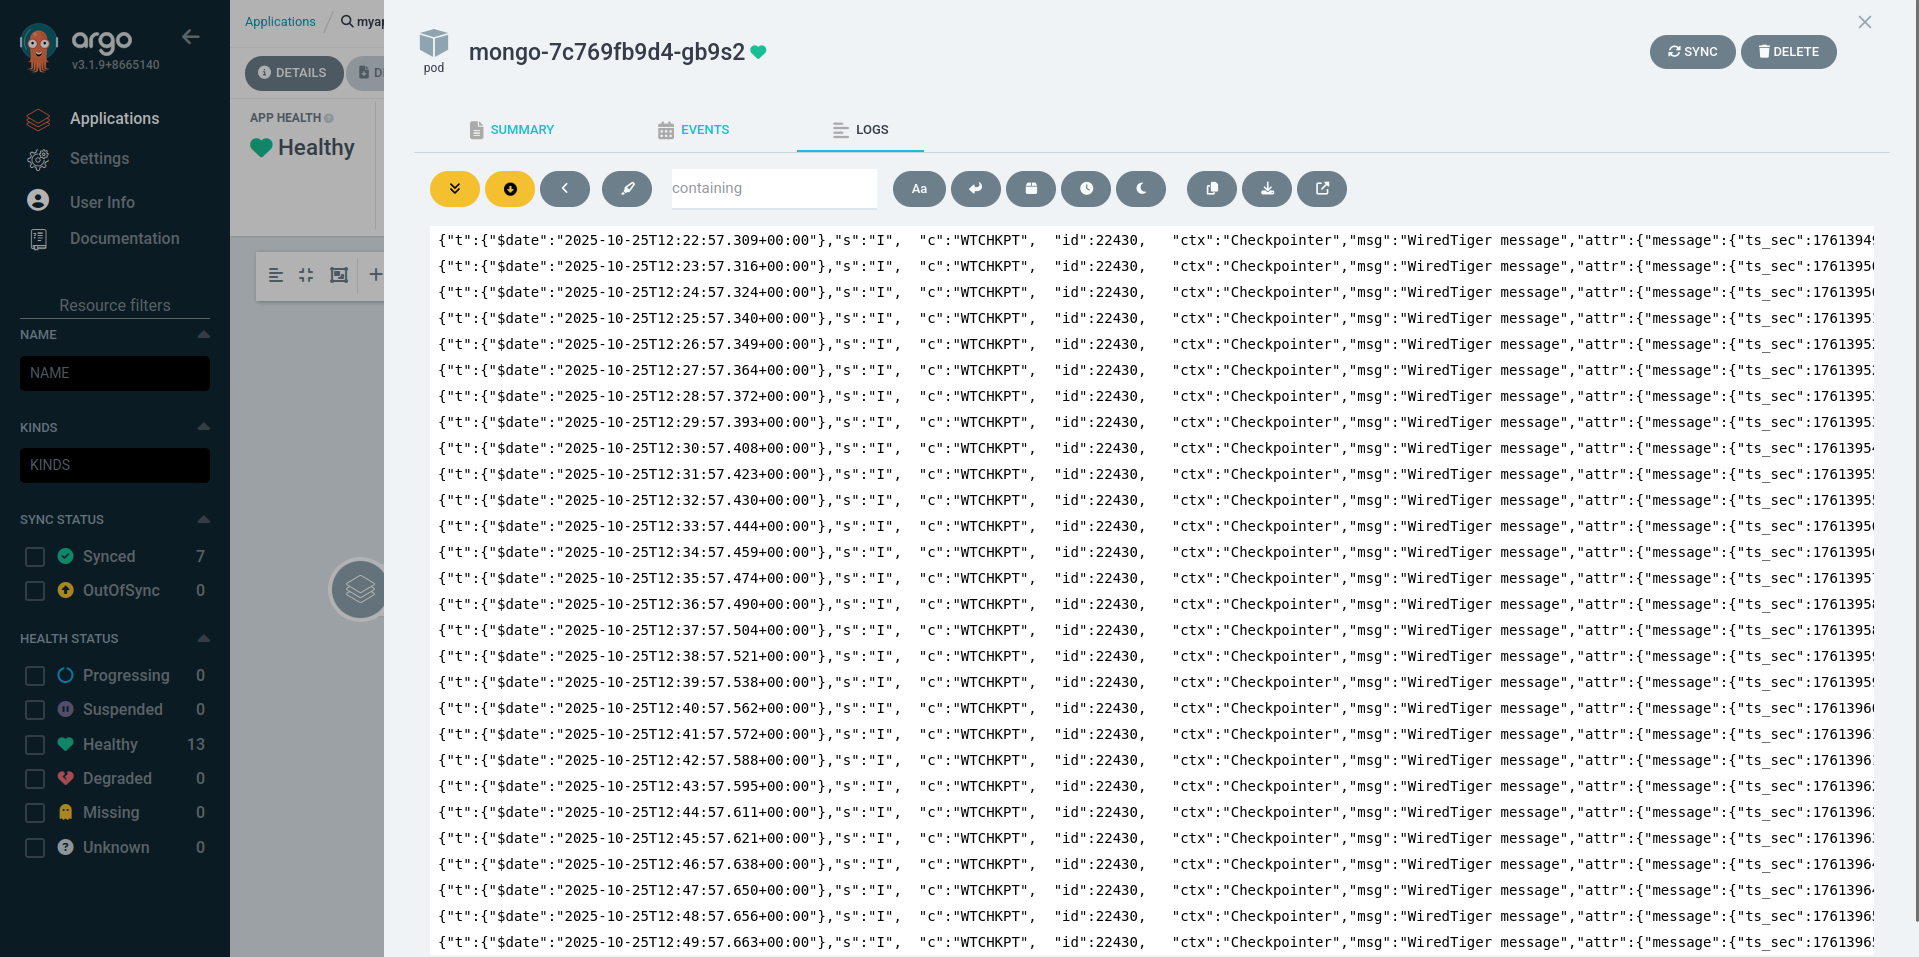 argo
v3.1.9+8665140
Applications
Settings
User Info
Documentation
Resource filters
NAME
NAME
KINDS
KINDS
SYNC STATUS
Synced 7
OutOfSync 0
HEALTH STATUS
Progressing 0
Suspended 0
Healthy 13
Degraded 0
Missing 0
Unknown 0
Applications / myap
DETAILS D
APP HEALTH
Healthy
pod
mongo-7c769fb9d4-gb9s2
SYNC DELETE
SUMMARY EVENTS LOGS
containing Aa
{"t":{"$date":"2025-10-25T12:22:57.309+00:00"},"s":"I", "c":"WTCHKPT", "id":22430, "ctx":"Checkpointer","msg":"WiredTiger message","attr":{"message":{"ts_sec":1761394
{"t":{"$date":"2025-10-25T12:23:57.316+00:00"},"s":"I", "c":"WTCHKPT", "id":22430, "ctx":"Checkpointer","msg":"WiredTiger message","attr":{"message":{"ts_sec":1761395
{"t":{"$date":"2025-10-25T12:24:57.324+00:00"},"s":"I", "c":"WTCHKPT", "id":22430, "ctx":"Checkpointer","msg":"WiredTiger message","attr":{"message":{"ts_sec":1761395
{"t":{"$date":"2025-10-25T12:25:57.340+00:00"},"s":"I", "c":"WTCHKPT", "id":22430, "ctx":"Checkpointer","msg":"WiredTiger message","attr":{"message":{"ts_sec":1761395
{"t":{"$date":"2025-10-25T12:26:57.349+00:00"},"s":"I", "c":"WTCHKPT", "id":22430, "ctx":"Checkpointer","msg":"WiredTiger message","attr":{"message":{"ts_sec":1761395
{"t":{"$date":"2025-10-25T12:27:57.364+00:00"},"s":"I", "c":"WTCHKPT", "id":22430, "ctx":"Checkpointer","msg":"WiredTiger message","attr":{"message":{"ts_sec":1761395
{"t":{"$date":"2025-10-25T12:28:57.372+00:00"},"s":"I", "c":"WTCHKPT", "id":22430, "ctx":"Checkpointer","msg":"WiredTiger message","attr":{"message":{"ts_sec":1761395
{"t":{"$date":"2025-10-25T12:29:57.393+00:00"},"s":"I", "c":"WTCHKPT", "id":22430, "ctx":"Checkpointer","msg":"WiredTiger message","attr":{"message":{"ts_sec":1761395
{"t":{"$date":"2025-10-25T12:30:57.408+00:00"},"s":"I", "c":"WTCHKPT", "id":22430, "ctx":"Checkpointer","msg":"WiredTiger message","attr":{"message":{"ts_sec":1761395
{"t":{"$date":"2025-10-25T12:31:57.423+00:00"},"s":"I", "c":"WTCHKPT", "id":22430, "ctx":"Checkpointer","msg":"WiredTiger message","attr":{"message":{"ts_sec":1761395
{"t":{"$date":"2025-10-25T12:32:57.430+00:00"},"s":"I", "c":"WTCHKPT", "id":22430, "ctx":"Checkpointer","msg":"WiredTiger message","attr":{"message":{"ts_sec":1761395
{"t":{"$date":"2025-10-25T12:33:57.444+00:00"},"s":"I", "c":"WTCHKPT", "id":22430, "ctx":"Checkpointer","msg":"WiredTiger message","attr":{"message":{"ts_sec":1761395
{"t":{"$date":"2025-10-25T12:34:57.459+00:00"},"s":"I", "c":"WTCHKPT", "id":22430, "ctx":"Checkpointer","msg":"WiredTiger message","attr":{"message":{"ts_sec":1761395
{"t":{"$date":"2025-10-25T12:35:57.474+00:00"},"s":"I", "c":"WTCHKPT", "id":22430, "ctx":"Checkpointer","msg":"WiredTiger message","attr":{"message":{"ts_sec":1761395
{"t":{"$date":"2025-10-25T12:36:57.490+00:00"},"s":"I", "c":"WTCHKPT", "id":22430, "ctx":"Checkpointer","msg":"WiredTiger message","attr":{"message":{"ts_sec":1761395
{"t":{"$date":"2025-10-25T12:37:57.504+00:00"},"s":"I", "c":"WTCHKPT", "id":22430, "ctx":"Checkpointer","msg":"WiredTiger message","attr":{"message":{"ts_sec":1761395
{"t":{"$date":"2025-10-25T12:38:57.521+00:00"},"s":"I", "c":"WTCHKPT", "id":22430, "ctx":"Checkpointer","msg":"WiredTiger message","attr":{"message":{"ts_sec":1761395
{"t":{"$date":"2025-10-25T12:39:57.538+00:00"},"s":"I", "c":"WTCHKPT", "id":22430, "ctx":"Checkpointer","msg":"WiredTiger message","attr":{"message":{"ts_sec":1761395
{"t":{"$date":"2025-10-25T12:40:57.562+00:00"},"s":"I", "c":"WTCHKPT", "id":22430, "ctx":"Checkpointer","msg":"WiredTiger message","attr":{"message":{"ts_sec":1761396
{"t":{"$date":"2025-10-25T12:41:57.572+00:00"},"s":"I", "c":"WTCHKPT", "id":22430, "ctx":"Checkpointer","msg":"WiredTiger message","attr":{"message":{"ts_sec":1761396
{"t":{"$date":"2025-10-25T12:42:57.588+00:00"},"s":"I", "c":"WTCHKPT", "id":22430, "ctx":"Checkpointer","msg":"WiredTiger message","attr":{"message":{"ts_sec":1761396
{"t":{"$date":"2025-10-25T12:43:57.595+00:00"},"s":"I", "c":"WTCHKPT", "id":22430, "ctx":"Checkpointer","msg":"WiredTiger message","attr":{"message":{"ts_sec":1761396
{"t":{"$date":"2025-10-25T12:44:57.611+00:00"},"s":"I", "c":"WTCHKPT", "id":22430, "ctx":"Checkpointer","msg":"WiredTiger message","attr":{"message":{"ts_sec":1761396
{"t":{"$date":"2025-10-25T12:45:57.621+00:00"},"s":"I", "c":"WTCHKPT", "id":22430, "ctx":"Checkpointer","msg":"WiredTiger message","attr":{"message":{"ts_sec":1761396
{"t":{"$date":"2025-10-25T12:46:57.638+00:00"},"s":"I", "c":"WTCHKPT", "id":22430, "ctx":"Checkpointer","msg":"WiredTiger message","attr":{"message":{"ts_sec":1761396
{"t":{"$date":"2025-10-25T12:47:57.650+00:00"},"s":"I", "c":"WTCHKPT", "id":22430, "ctx":"Checkpointer","msg":"WiredTiger message","attr":{"message":{"ts_sec":1761396
{"t":{"$date":"2025-10-25T12:48:57.656+00:00"},"s":"I", "c":"WTCHKPT", "id":22430, "ctx":"Checkpointer","msg":"WiredTiger message","attr":{"message":{"ts_sec":1761396
{"t":{"$date":"2025-10-25T12:49:57.663+00:00"},"s":"I", "c":"WTCHKPT", "id":22430, "ctx":"Checkpointer","msg":"WiredTiger message","attr":{"message":{"ts_sec":1761396